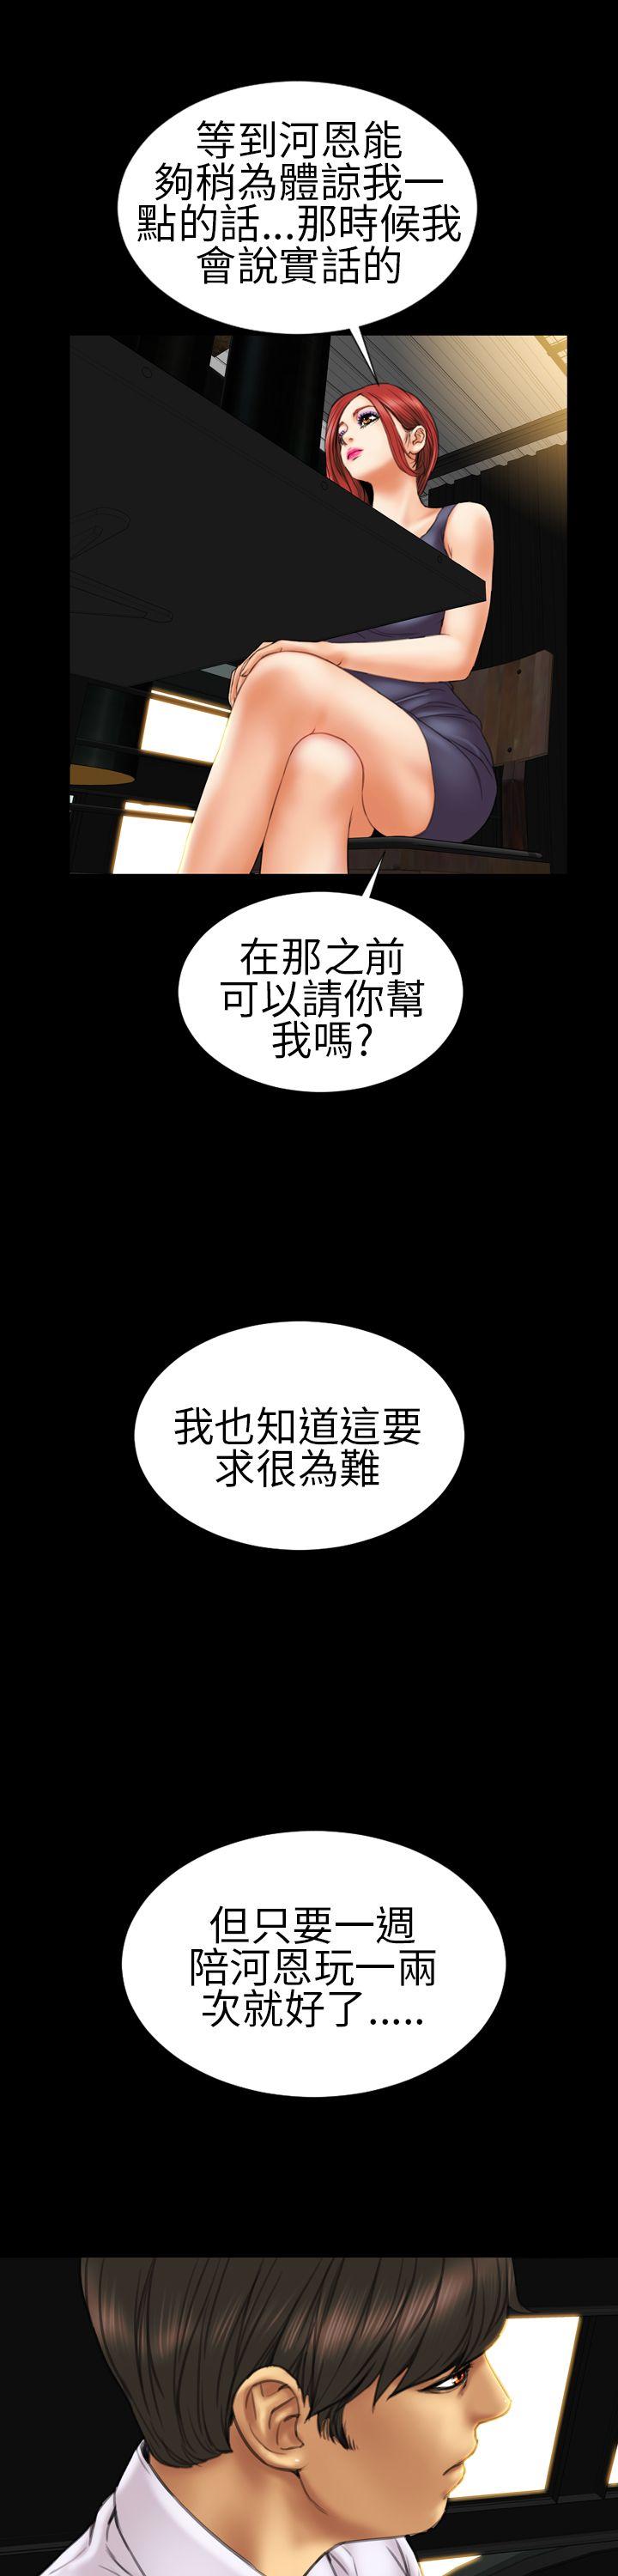 等到河恩能
夠稍為體諒我一
點的話...那時候我
會說實話的
在那之前
可以請你幫
我嗎?
我也知道這要
求很為難
但只要一週
陪河恩玩一兩
次就好了.....